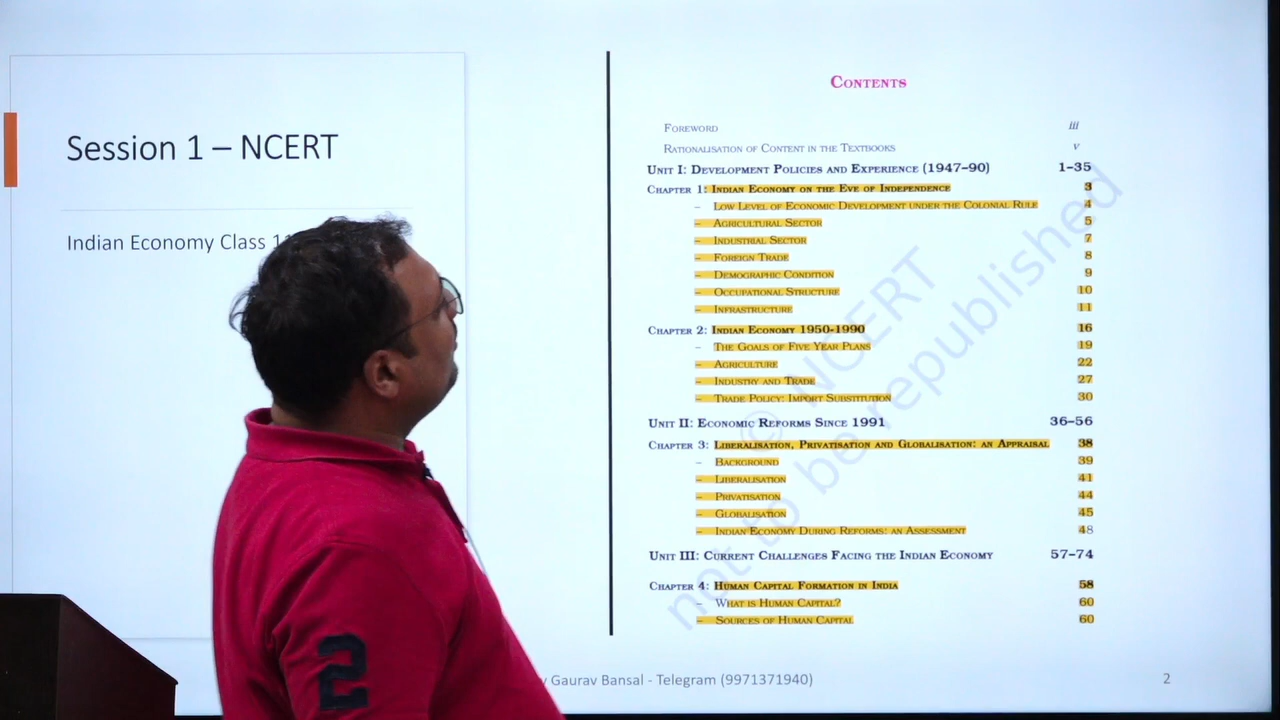 Session 1 – NCERT
Indian Economy Class 11
CONTENTS
FOREWORD iii
RATIONALISATION OF CONTENT IN THE TEXTBOOKS v
UNIT I: DEVELOPMENT POLICIES AND EXPERIENCE (1947–90) 1–35
CHAPTER 1: INDIAN ECONOMY ON THE EVE OF INDEPENDENCE 3
– LOW LEVEL OF ECONOMIC DEVELOPMENT UNDER THE COLONIAL RULE 4
– AGRICULTURAL SECTOR 5
– INDUSTRIAL SECTOR 7
– FOREIGN TRADE 8
– DEMOGRAPHIC CONDITION 9
– OCCUPATIONAL STRUCTURE 10
– INFRASTRUCTURE 11
CHAPTER 2: INDIAN ECONOMY 1950-1990 16
– THE GOALS OF FIVE YEAR PLANS 19
– AGRICULTURE 22
– INDUSTRY AND TRADE 27
– TRADE POLICY: IMPORT SUBSTITUTION 30
UNIT II: ECONOMIC REFORMS SINCE 1991 36–56
CHAPTER 3: LIBERALISATION, PRIVATISATION AND GLOBALISATION: AN APPRAISAL 38
– BACKGROUND 39
– LIBERALISATION 41
– PRIVATISATION 44
– GLOBALISATION 45
– INDIAN ECONOMY DURING REFORMS: AN ASSESSMENT 48
UNIT III: CURRENT CHALLENGES FACING THE INDIAN ECONOMY 57–74
CHAPTER 4: HUMAN CAPITAL FORMATION IN INDIA 58
– WHAT IS HUMAN CAPITAL? 60
– SOURCES OF HUMAN CAPITAL 60
© NCERT
not to be republished
Gaurav Bansal - Telegram (9971371940) 2
2